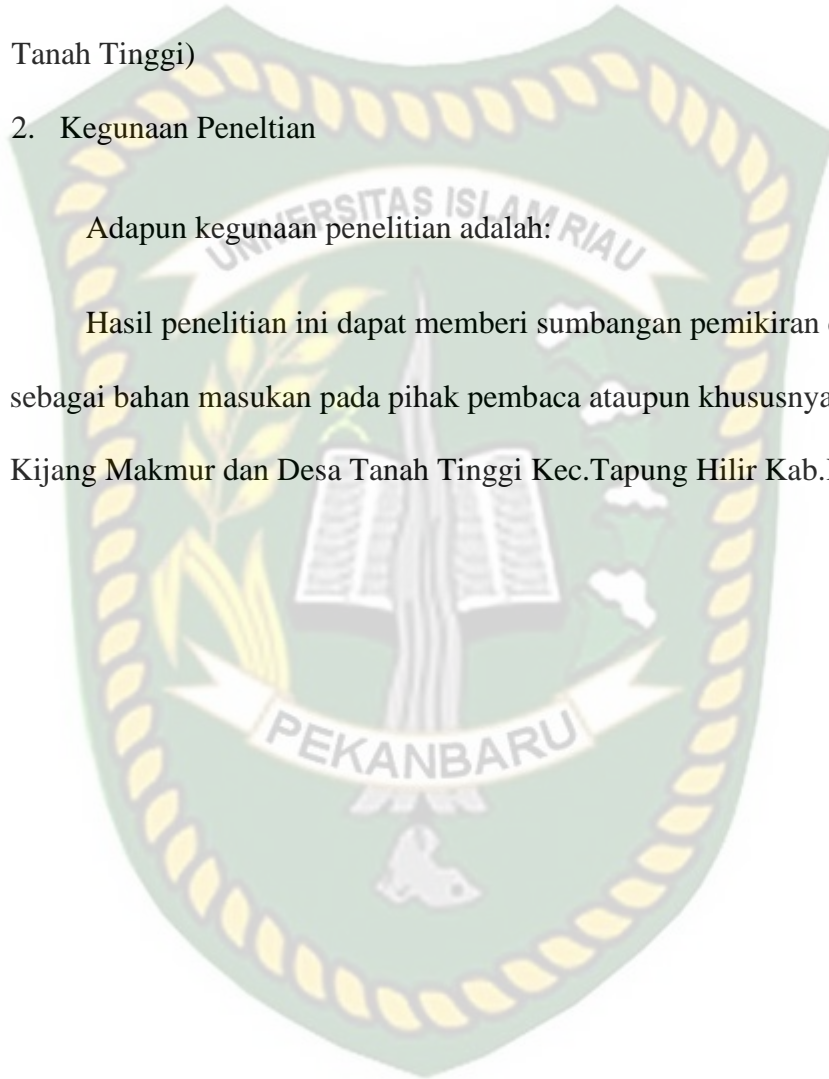 Tanah Tinggi)
2. Kegunaan Peneltian
UNIVERSITAS ISLAM RIAU
Adapun kegunaan penelitian adalah:
Hasil penelitian ini dapat memberi sumbangan pemikiran
sebagai bahan masukan pada pihak pembaca ataupun khususnya
Kijang Makmur dan Desa Tanah Tinggi Kec.Tapung Hilir Kab.
PEKANBARU